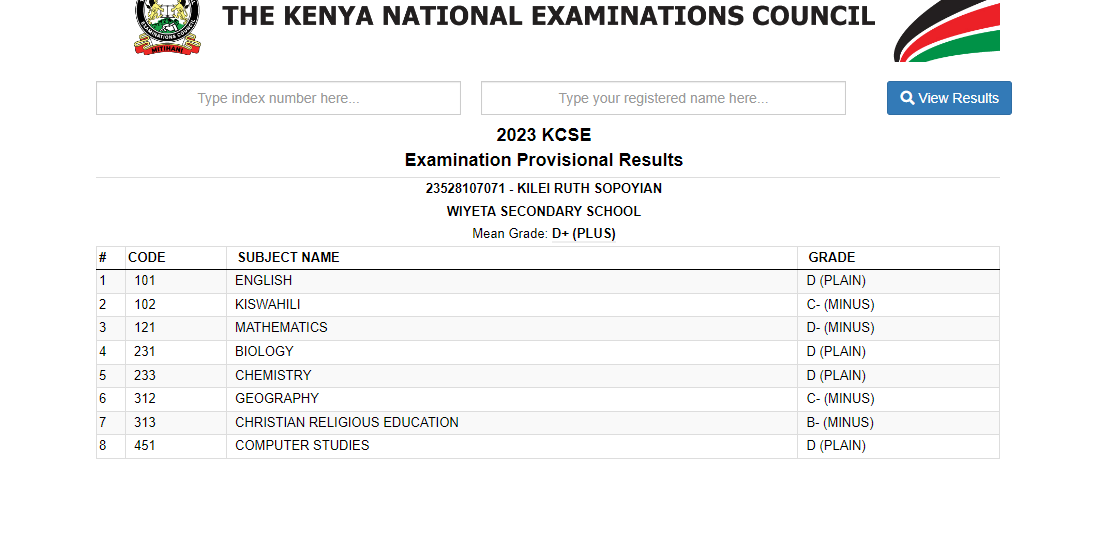 THE KENYA NATIONAL EXAMINATIONS COUNCIL
EXAMINATIONS COUNCIL
MITIHANI
Type index number here... Type your registered name here... View Results
2023 KCSE
Examination Provisional Results
23528107071 - KILEI RUTH SOPOYIAN
WIYETA SECONDARY SCHOOL
Mean Grade: D+ (PLUS)
# CODE SUBJECT NAME GRADE
1 101 ENGLISH D (PLAIN)
2 102 KISWAHILI C- (MINUS)
3 121 MATHEMATICS D- (MINUS)
4 231 BIOLOGY D (PLAIN)
5 233 CHEMISTRY D (PLAIN)
6 312 GEOGRAPHY C- (MINUS)
7 313 CHRISTIAN RELIGIOUS EDUCATION B- (MINUS)
8 451 COMPUTER STUDIES D (PLAIN)